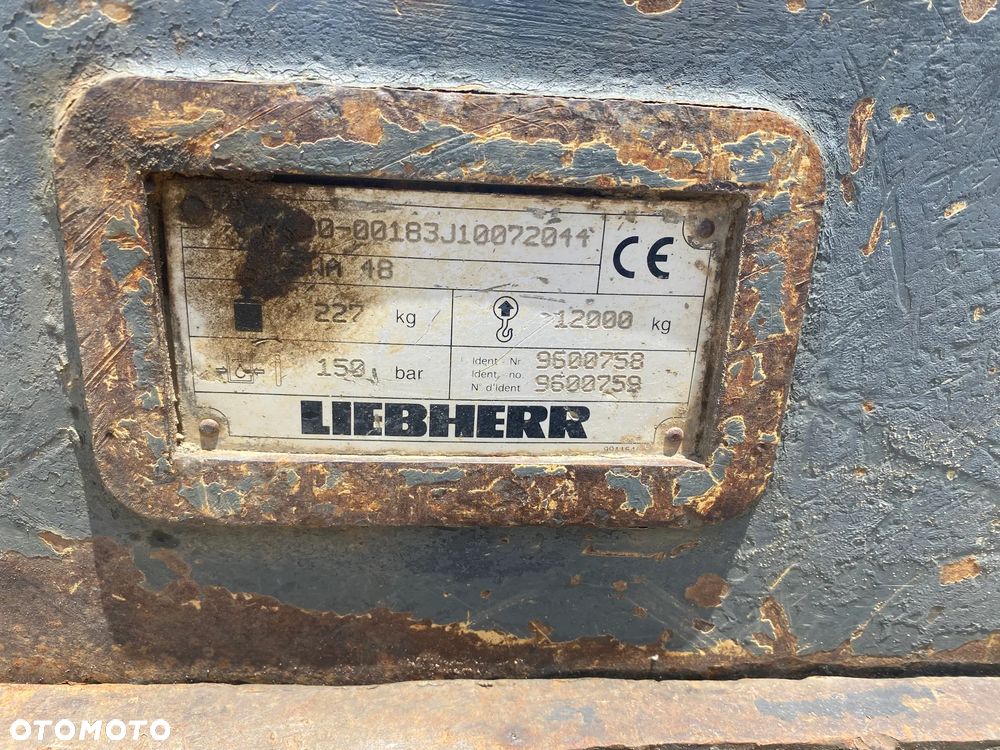 0-00183J10072044
CE
48
227 kg
12000 kg
150 bar
Ident - Nr 9600758
Ident. no. 9600759
N° d'ident
LIEBHERR
OTOMOTO